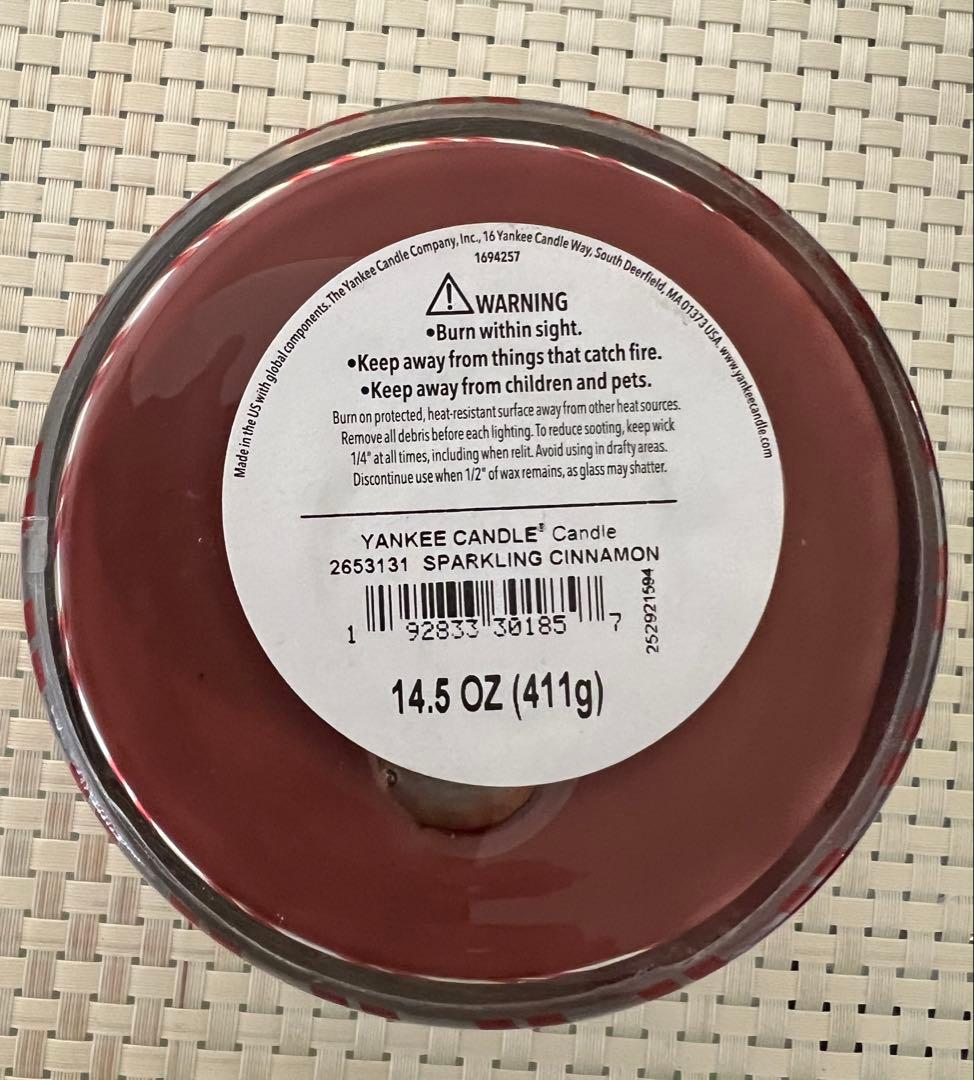 Made in the US with global components. The Yankee Candle Company, Inc., 16 Yankee Candle Way, South Deerfield, MA 01373 USA. www.yankeecandle.com
1694257
WARNING
•Burn within sight.
•Keep away from things that catch fire.
•Keep away from children and pets.
Burn on protected, heat-resistant surface away from other heat sources.
Remove all debris before each lighting. To reduce sooting, keep wick
1/4" at all times, including when relit. Avoid using in drafty areas.
Discontinue use when 1/2" of wax remains, as glass may shatter.
YANKEE CANDLE® Candle
2653131 SPARKLING CINNAMON
1 92833 30185 7
252921594
14.5 OZ (411g)